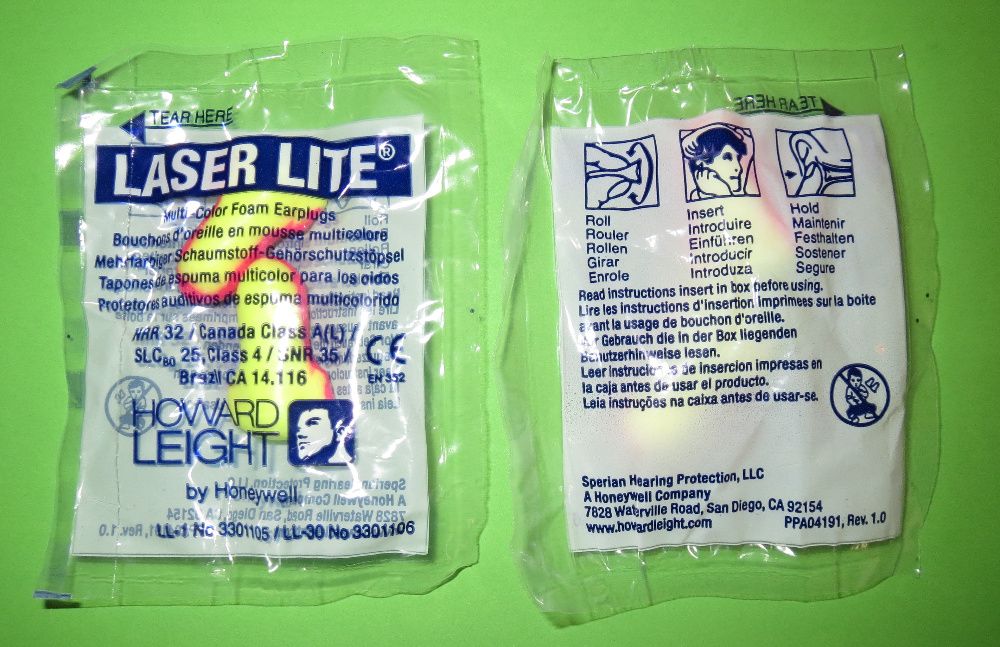 TEAR HERE
LASER LITE®
Multi-Color Foam Earplugs
Bouchons d'oreille en mousse multicolore
Mehrfarbiger Schaumstoff-Gehörschutzstöpsel
Tapones de espuma multicolor para los oidos
Protetores auditivos de espuma multicolorida
NRR 32 / Canada Class A(L) /
SLC80 25, Class 4 / SNR 35 /
Brazil CA 14.116
CE
EN 352
HOWARD
LEIGHT
by Honeywell
LL-1 No 3301105 / LL-30 No 3301106
TEAR HERE
Roll
Rouler
Rollen
Girar
Enrole
Insert
Introduire
Einführen
Introducir
Introduza
Hold
Maintenir
Festhalten
Sostener
Segure
Read instructions insert in box before using.
Lire les instructions d'insertion imprimees sur la boite
avant la usage de bouchon d'oreille.
Vor Gebrauch die in der Box liegenden
Benutzerhinweise lesen.
Leer instrucciones de insercion impresas en
la caja antes de usar el producto.
Leia instruções na caixa antes de usar-se.
Sperian Hearing Protection, LLC
A Honeywell Company
7828 Waterville Road, San Diego, CA 92154
www.howardleight.com
PPA04191, Rev. 1.0